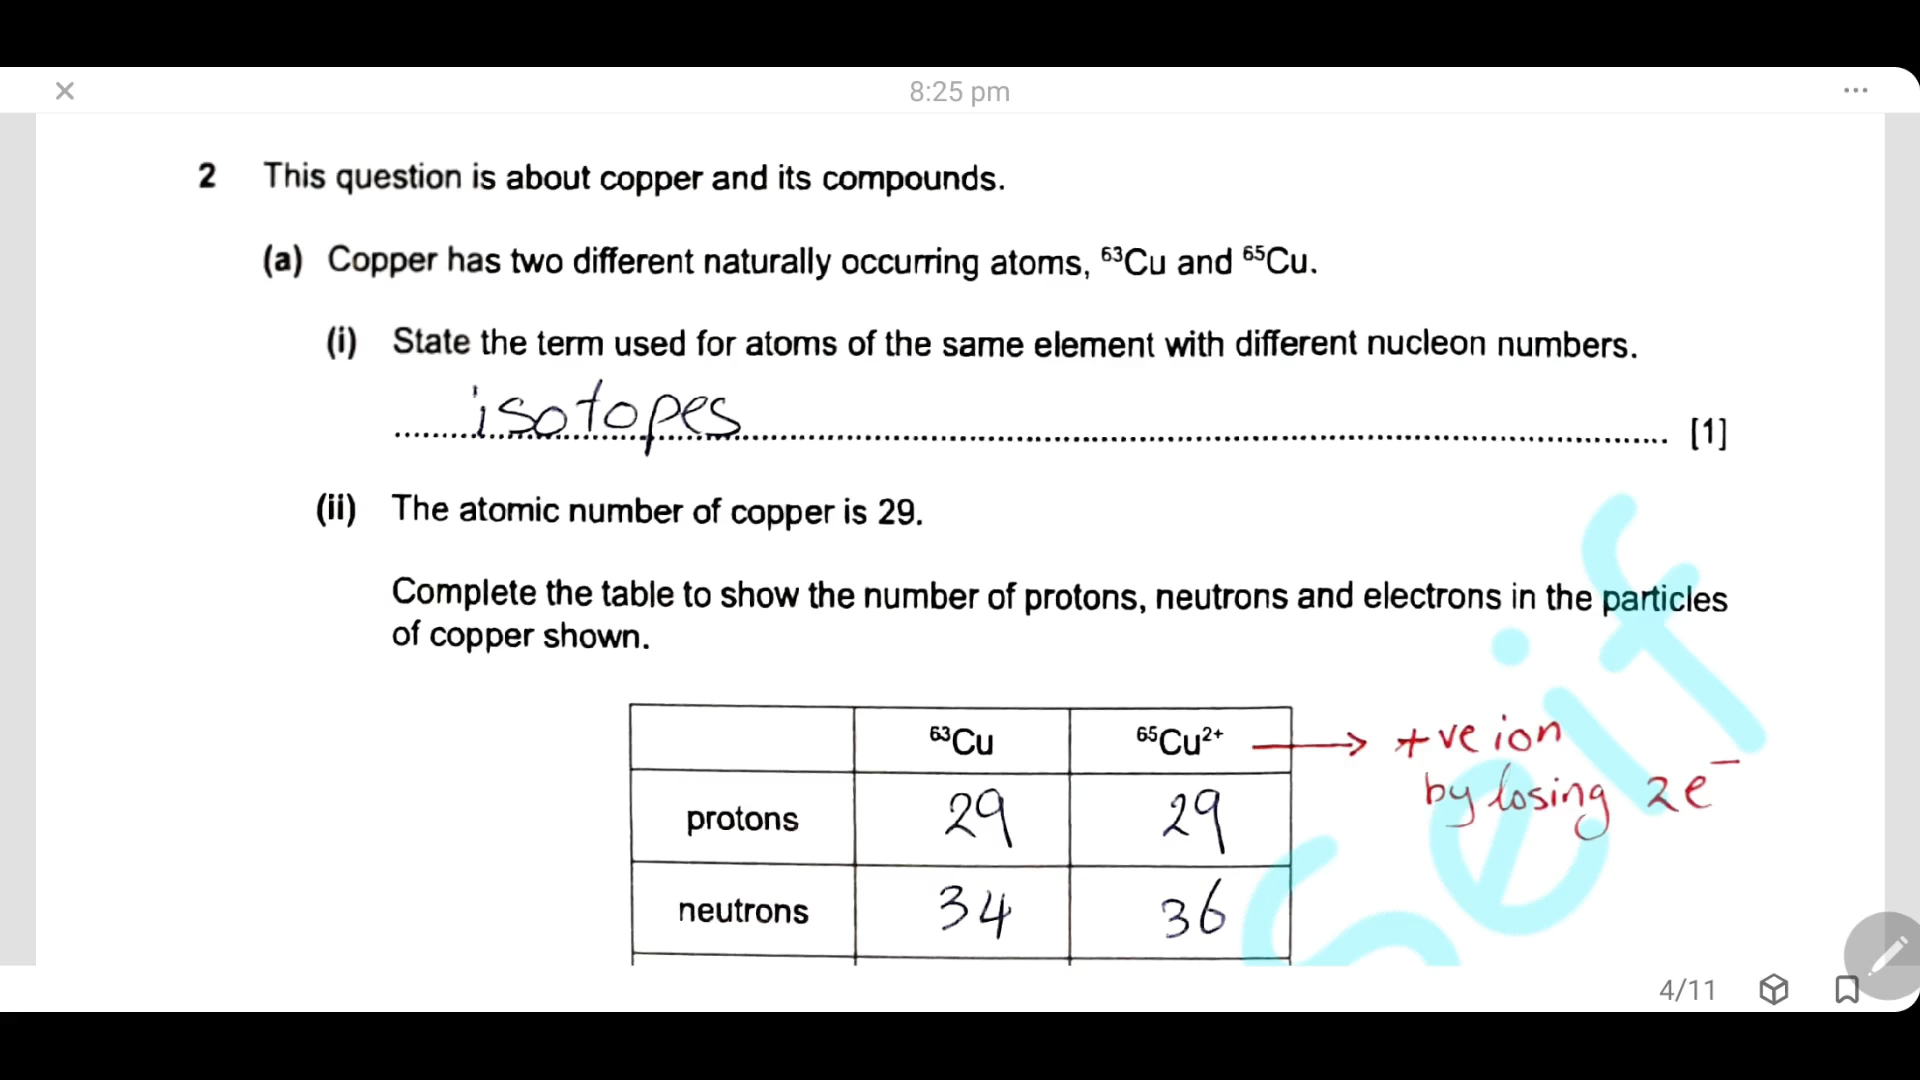 8:25 pm
2 This question is about copper and its compounds.
(a) Copper has two different naturally occurring atoms, ⁶³Cu and ⁶⁵Cu.
(i) State the term used for atoms of the same element with different nucleon numbers.
isotopes [1]
(ii) The atomic number of copper is 29.
Complete the table to show the number of protons, neutrons and electrons in the particles
of copper shown.
⁶³Cu ⁶⁵Cu²⁺ → +ve ion
by losing 2e⁻
protons 29 29
neutrons 34 36
Seif
4/11